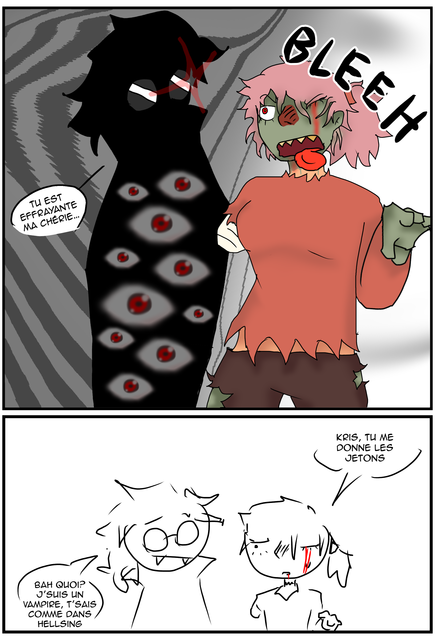 BLEEH
TU EST
EFFRAYANTE
MA CHÉRIE...
KRIS, TU ME
DONNE LES
JETONS
BAH QUOI?
J'SUIS UN
VAMPIRE, T'SAIS
COMME DANS
HELLSING